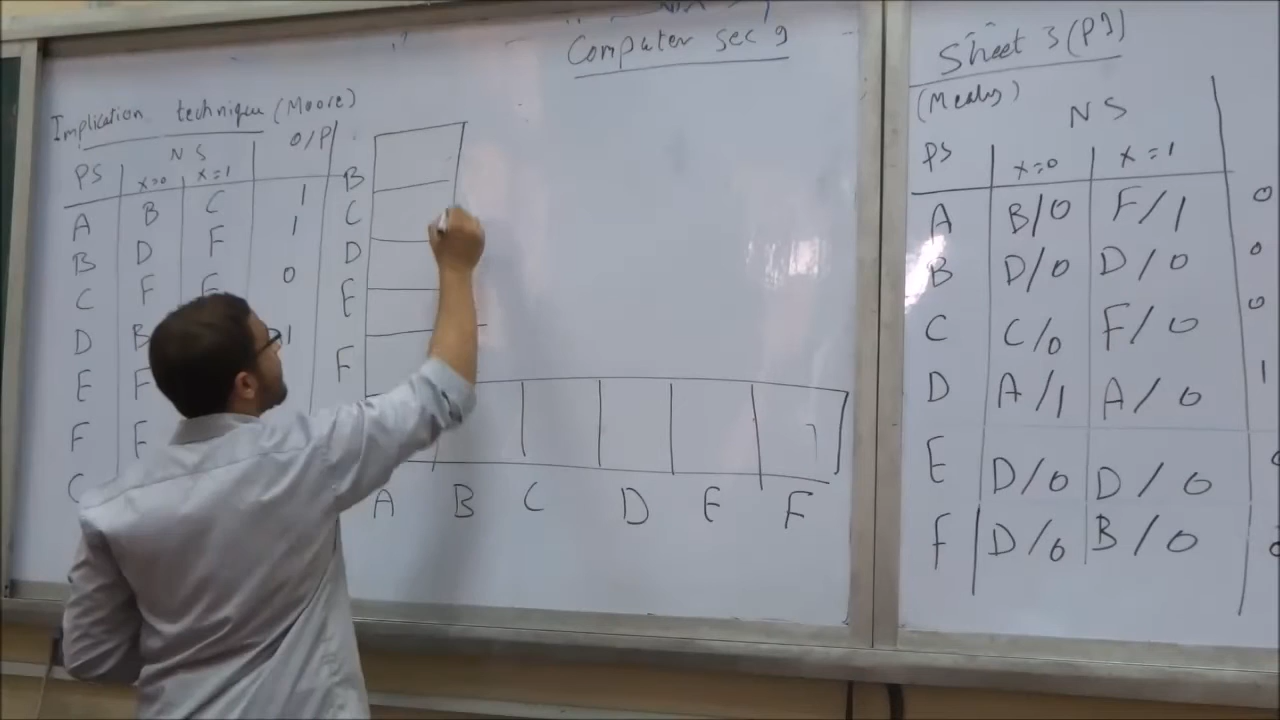 Computer sec 9
Implication technique (Moore)
PS NS O/P
x=0 x=1
A B C 1
B D F 1
C F 0
D B 1
E F
F
C
B
C
D
E
F
A B C D E F
Sheet 3 (P1)
(Mealy)
PS NS
x=0 x=1
A B/0 F/1 0
B D/0 D/0 0
C C/0 F/0 0
D A/1 A/0 1
E D/0 D/0
F D/0 B/0